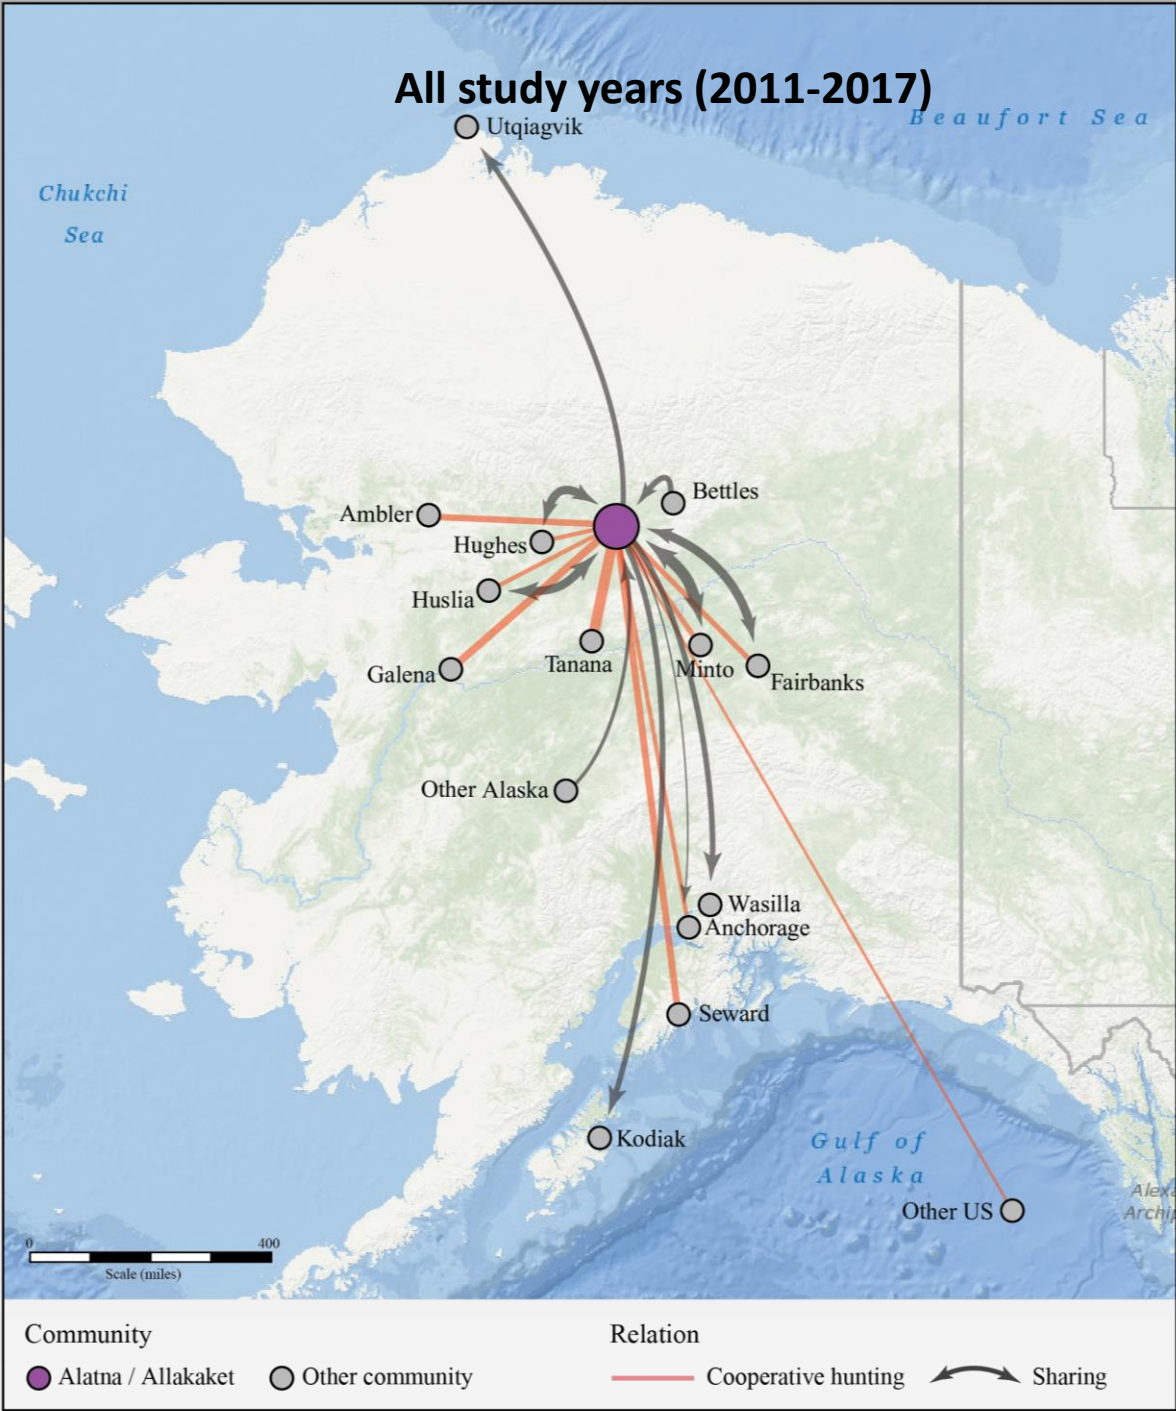 All study years (2011-2017)
Beaufort Sea
Utqiagvik
Chukchi
Sea
Bettles
Ambler
Hughes
Huslia
Tanana
Minto
Galena
Fairbanks
Other Alaska
Wasilla
Anchorage
Seward
Kodiak
Gulf of
Alaska
Other US
0 400
Scale (miles)
Community
Relation
Alatna / Allakaket
Other community
Cooperative hunting
Sharing